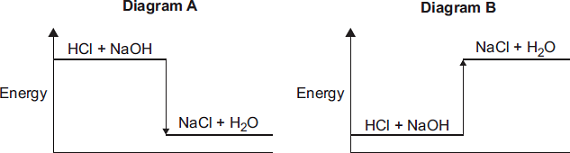 Diagram A
HCl + NaOH
Energy
NaCl + H₂O
Diagram B
NaCl + H₂O
Energy
HCl + NaOH